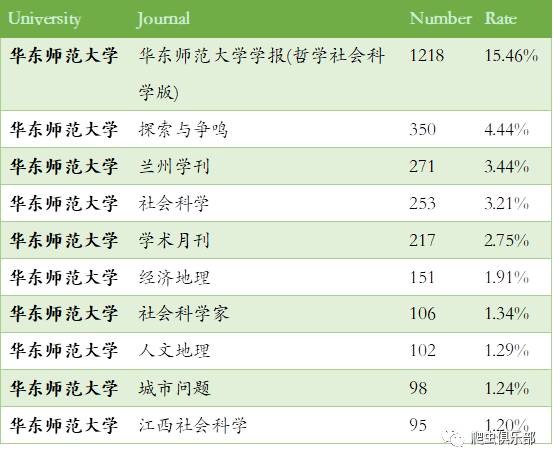 University Journal Number Rate
华东师范大学 华东师范大学学报(哲学社会科 1218 15.46%
学版)
华东师范大学 探索与争鸣 350 4.44%
华东师范大学 兰州学刊 271 3.44%
华东师范大学 社会科学 253 3.21%
华东师范大学 学术月刊 217 2.75%
华东师范大学 经济地理 151 1.91%
华东师范大学 社会科学家 106 1.34%
华东师范大学 人文地理 102 1.29%
华东师范大学 城市问题 98 1.24%
华东师范大学 江西社会科学 95 1.20%
爬虫俱乐部